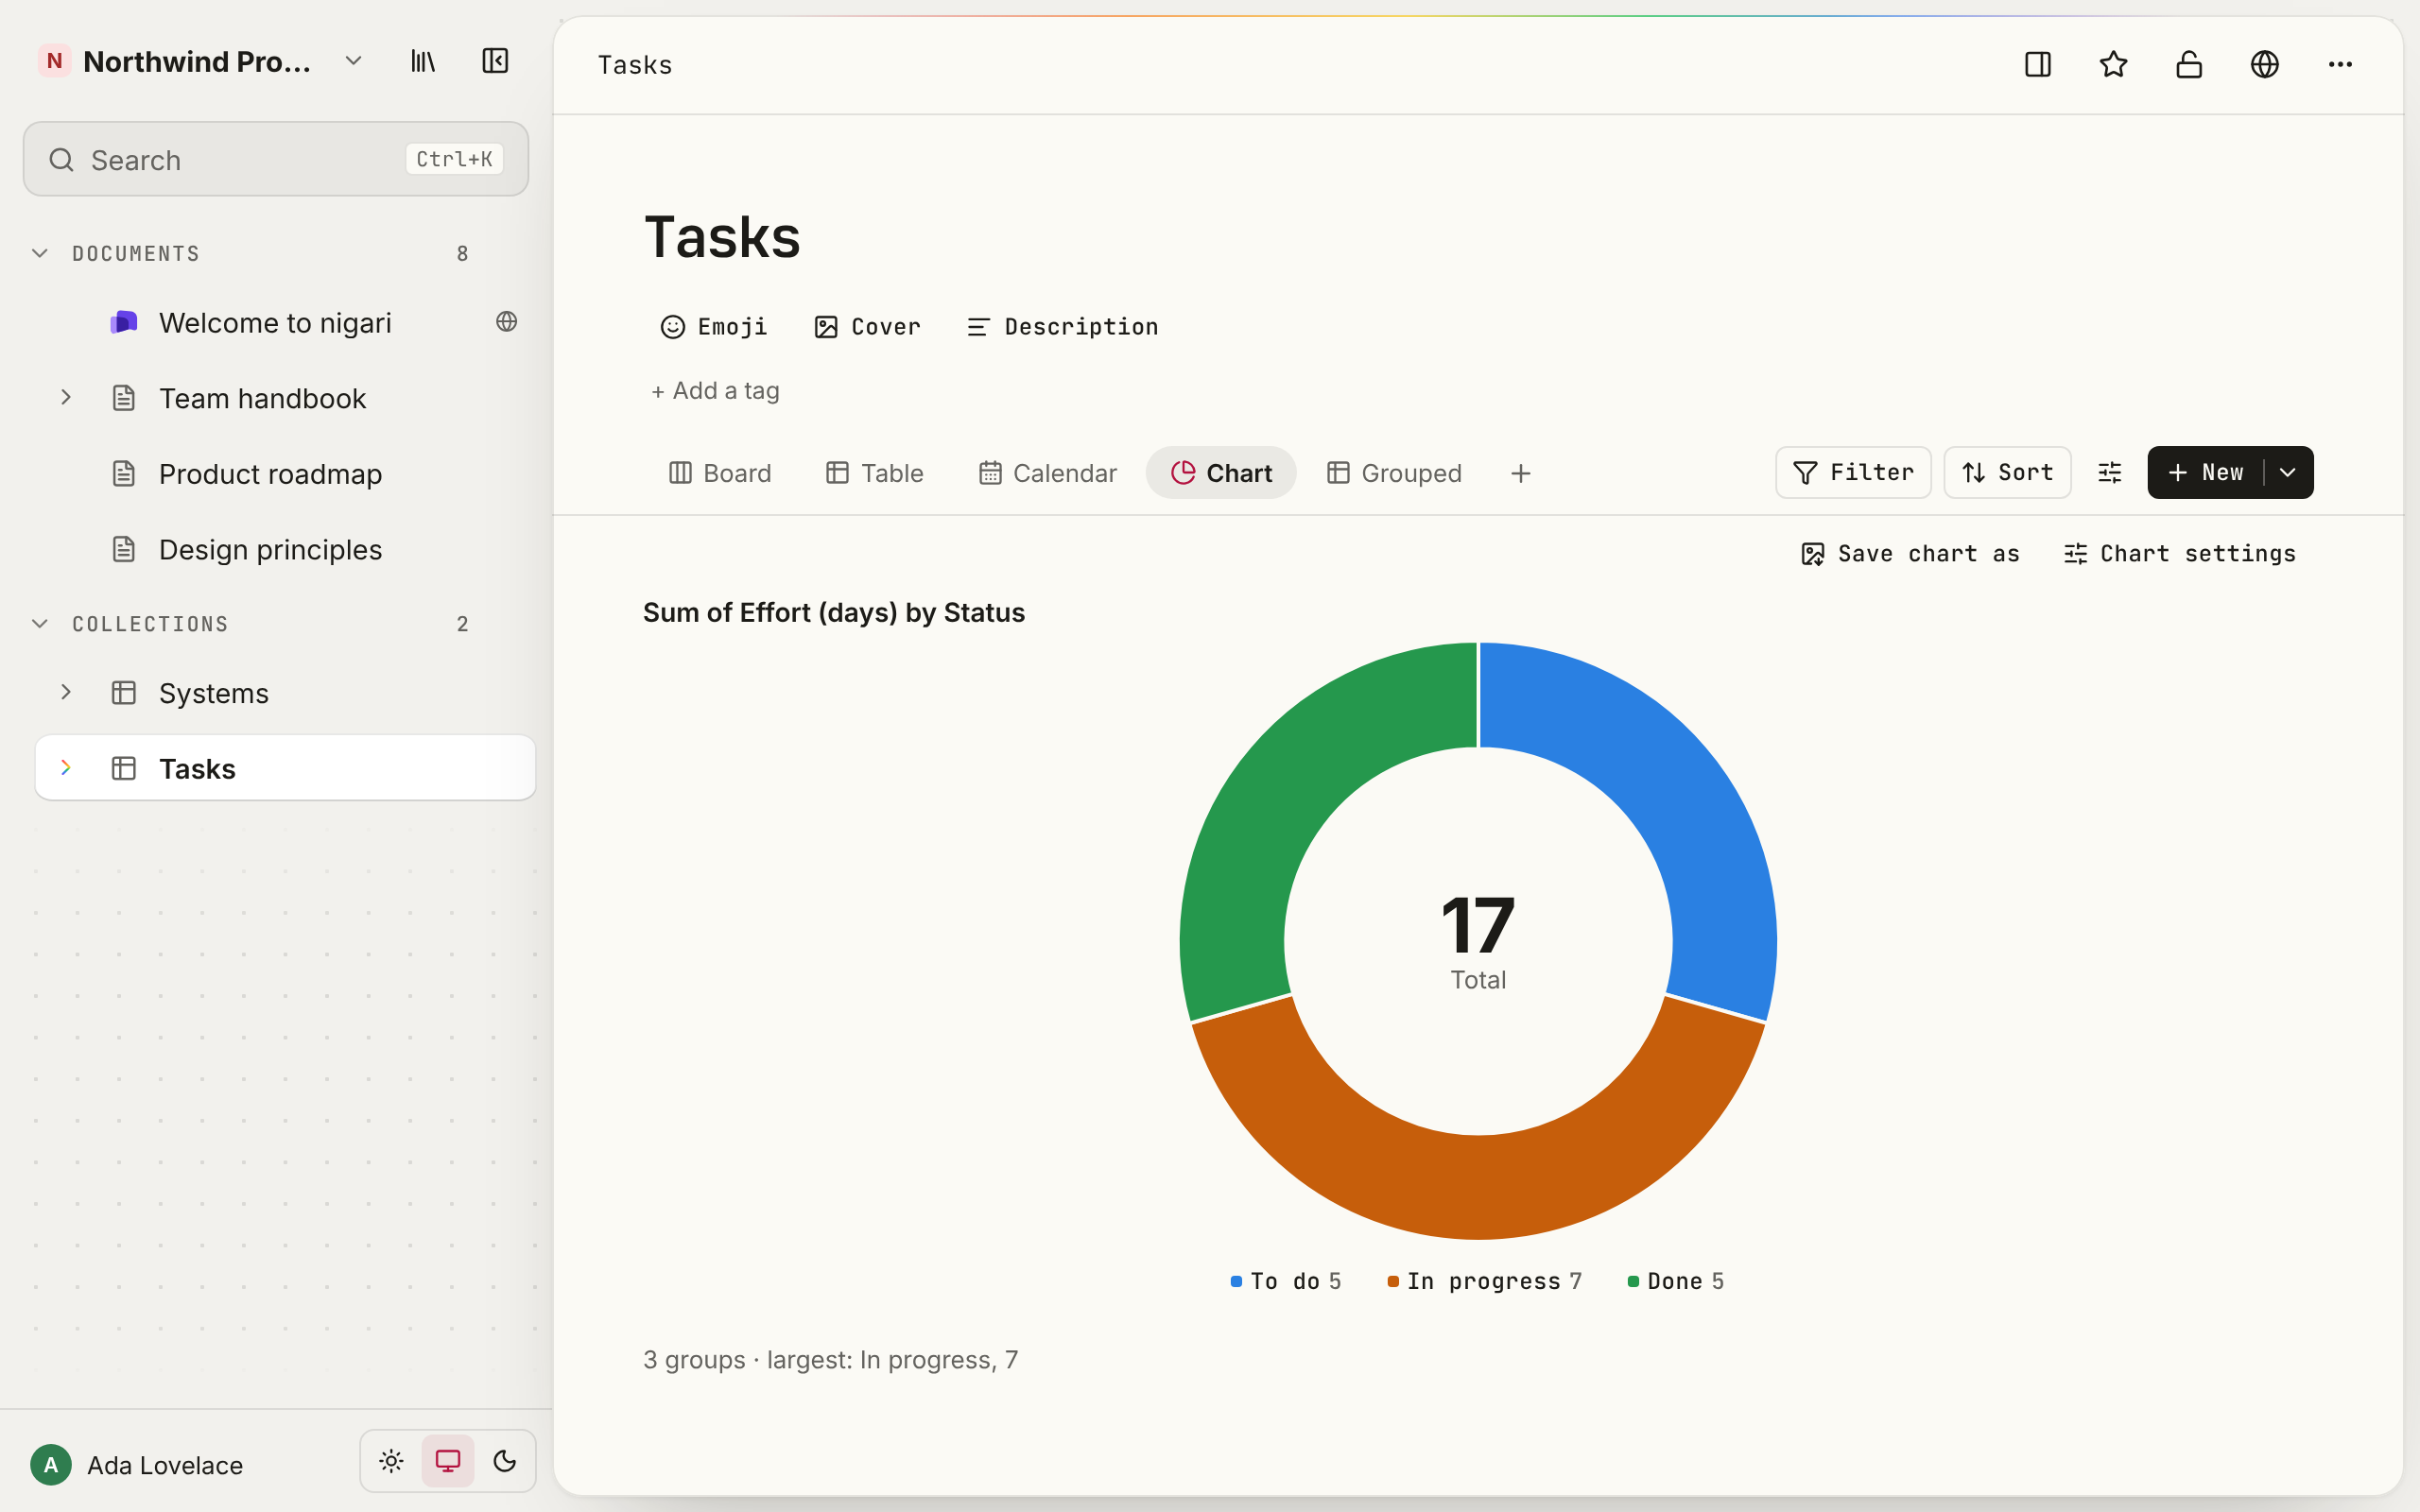 N Northwind Pro...
Search Ctrl+K
DOCUMENTS 8
Welcome to nigari
Team handbook
Product roadmap
Design principles
COLLECTIONS 2
Systems
Tasks
A Ada Lovelace
Tasks
Tasks
Emoji Cover Description
+ Add a tag
Board Table Calendar Chart Grouped
Filter Sort New
Save chart as Chart settings
Sum of Effort (days) by Status
17
Total
To do 5 In progress 7 Done 5
3 groups · largest: In progress, 7